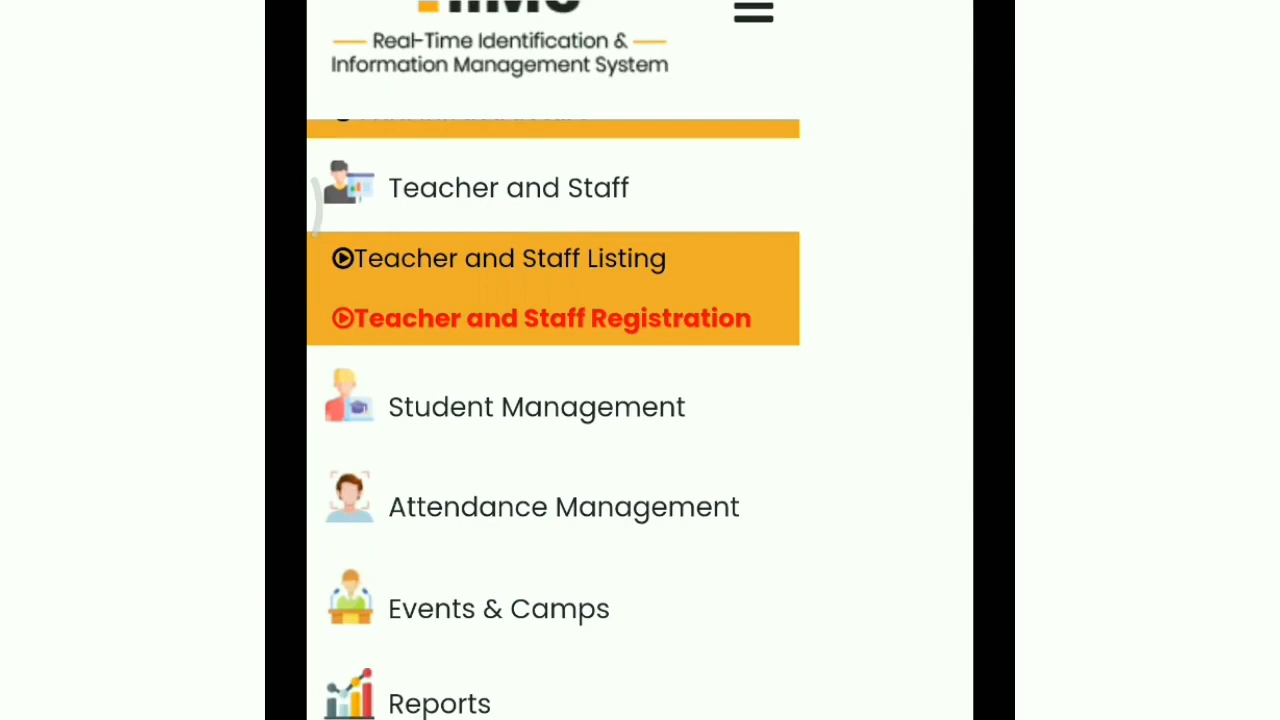 Real-Time Identification &
Information Management System
Teacher and Staff
Teacher and Staff Listing
Teacher and Staff Registration
Student Management
Attendance Management
Events & Camps
Reports